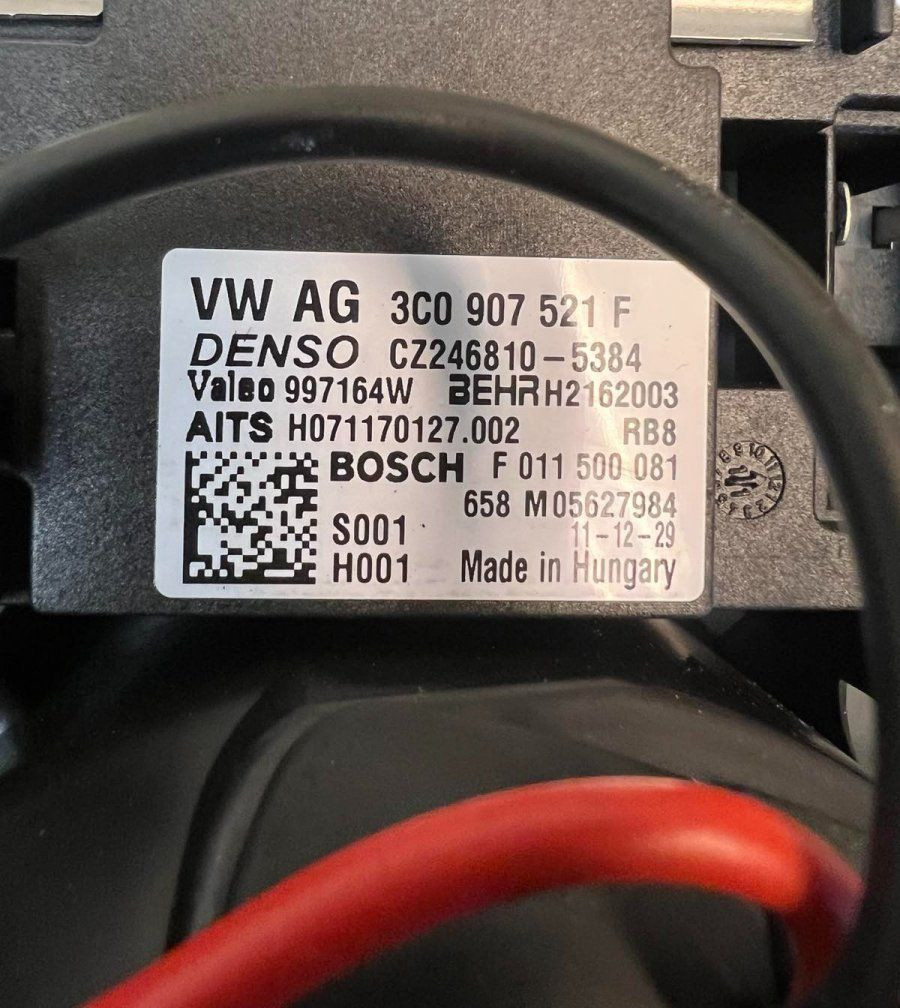 VW AG 3C0 907 521 F
DENSO CZ246810-5384
Valeo 997164W BEHR H2162003
AITS H071170127.002 RB8
BOSCH F 011 500 081
658 M05627984
S001 11-12-29
H001 Made in Hungary